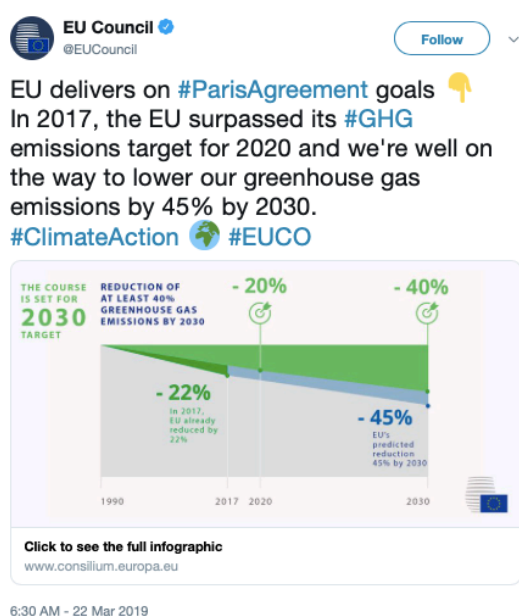 EU Council
@EUCouncil
Follow
EU delivers on #ParisAgreement goals 👇
In 2017, the EU surpassed its #GHG
emissions target for 2020 and we're well on
the way to lower our greenhouse gas
emissions by 45% by 2030.
#ClimateAction 🌍 #EUCO
THE COURSE
IS SET FOR
2030
TARGET
REDUCTION OF
AT LEAST 40%
GREENHOUSE GAS
EMISSIONS BY 2030
- 20%
- 40%
- 22%
In 2017,
EU already
reduced by
22%
- 45%
EU's
predicted
reduction
45% by 2030
1990
2017
2020
2030
Click to see the full infographic
www.consilium.europa.eu
6:30 AM - 22 Mar 2019